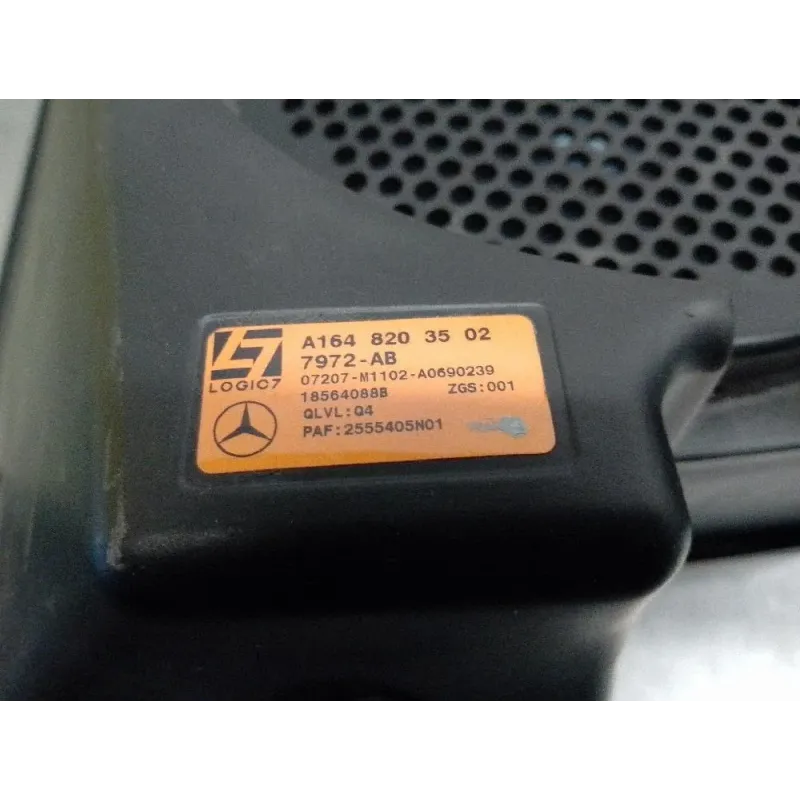 A164 820 35 02
7972-AB
LOGIC7
07207-M1102-A0690239
18564088B ZGS:001
QLVL:Q4
PAF:2555405N01